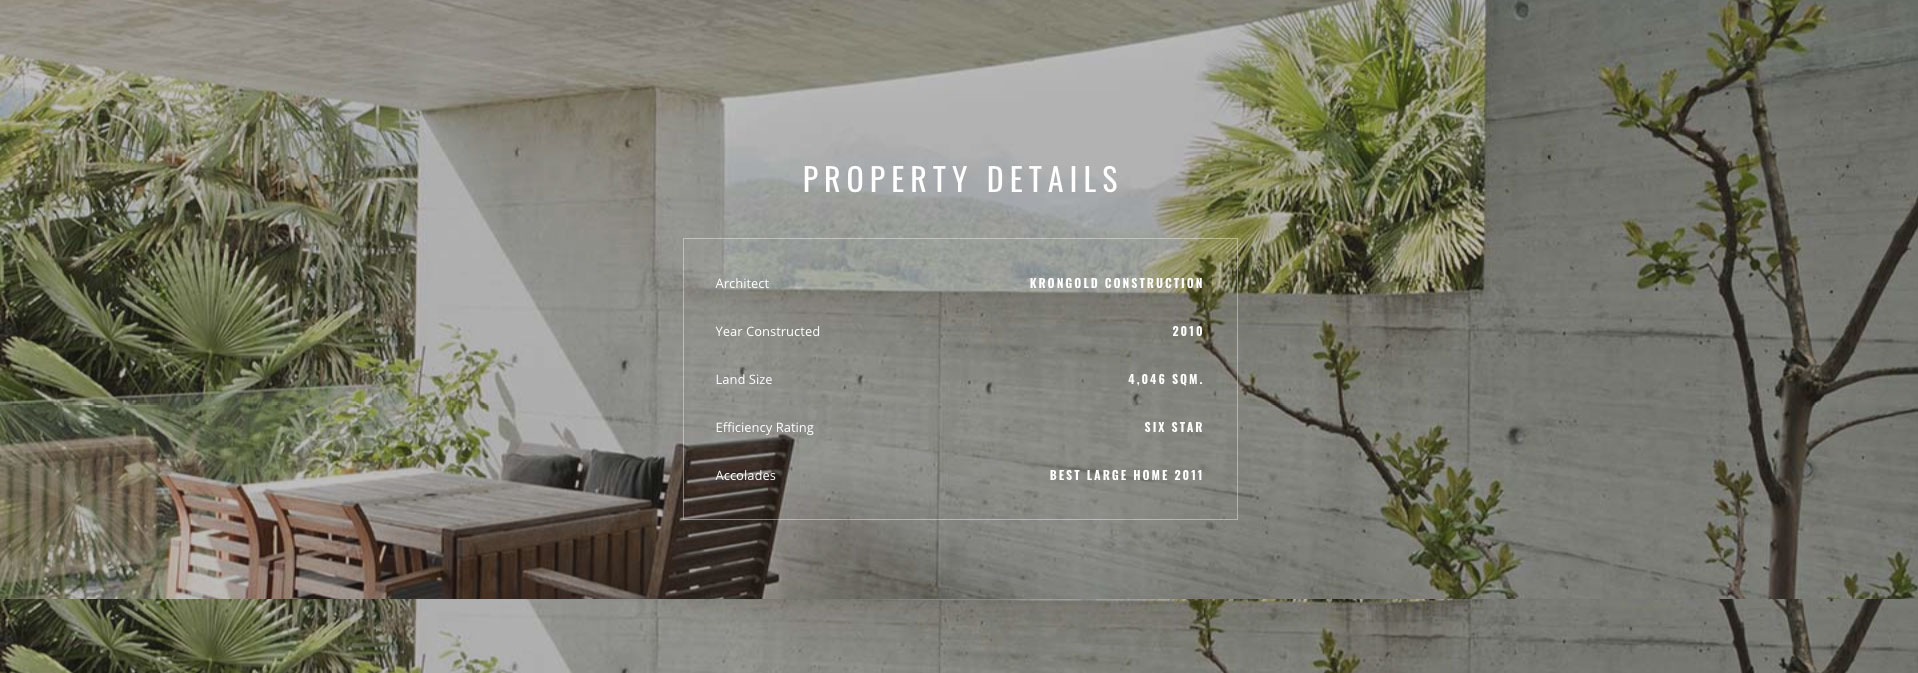 PROPERTY DETAILS
Architect KRONGOLD CONSTRUCTION
Year Constructed 2010
Land Size 4,046 SQM.
Efficiency Rating SIX STAR
Accolades BEST LARGE HOME 2011